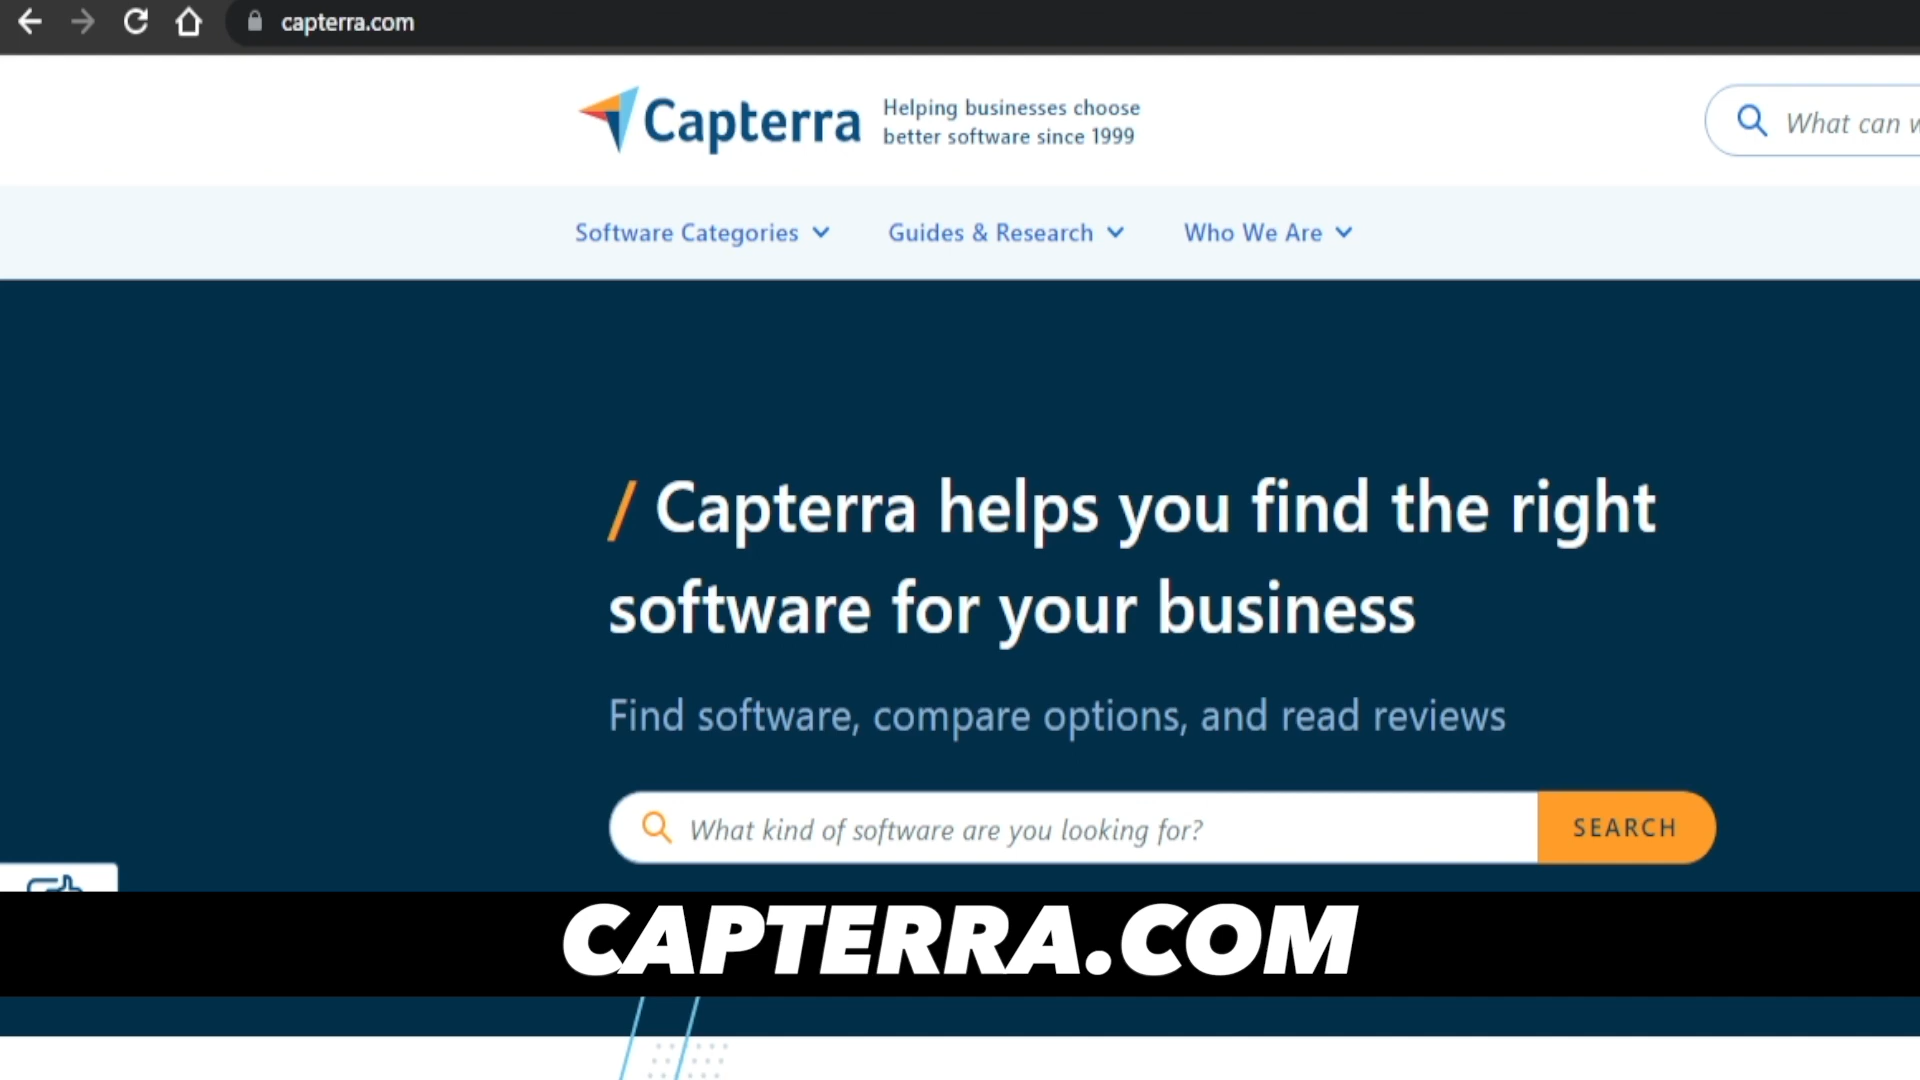 capterra.com
Capterra
Helping businesses choose
better software since 1999
What can
Software Categories
Guides & Research
Who We Are
/ Capterra helps you find the right
software for your business
Find software, compare options, and read reviews
What kind of software are you looking for?
SEARCH
CAPTERRA.COM